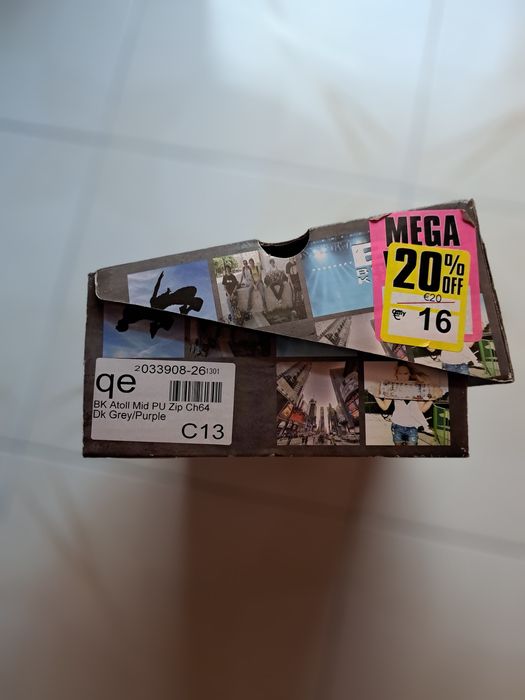 MEGA
20% OFF
€20
only
€ 16
2033908-26 1301
qe
BK Atoll Mid PU Zip Ch64
Dk Grey/Purple
C13